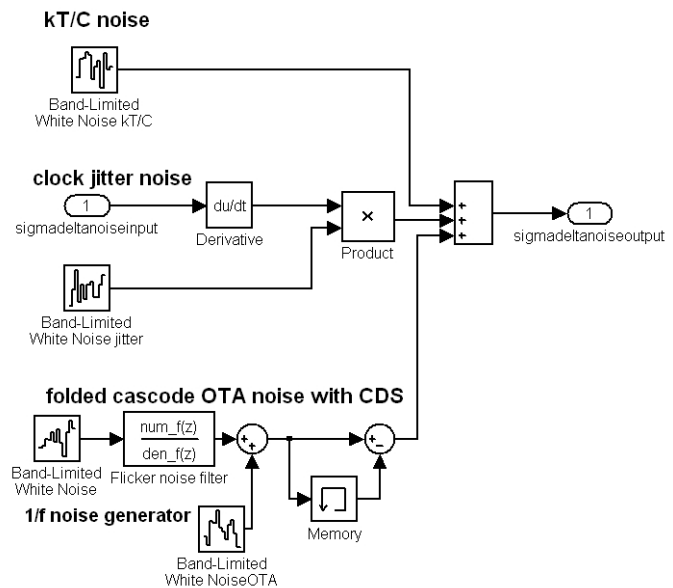 kT/C noise
Band-Limited
White Noise kT/C
clock jitter noise
1
sigmadeltanoiseinput
du/dt
Derivative
×
Product
+
+
+
1
sigmadeltanoiseoutput
Band-Limited
White Noise jitter
folded cascode OTA noise with CDS
Band-Limited
White Noise
num_f(z)
den_f(z)
Flicker noise filter
+
+
+
−
1/f noise generator
Memory
Band-Limited
White NoiseOTA